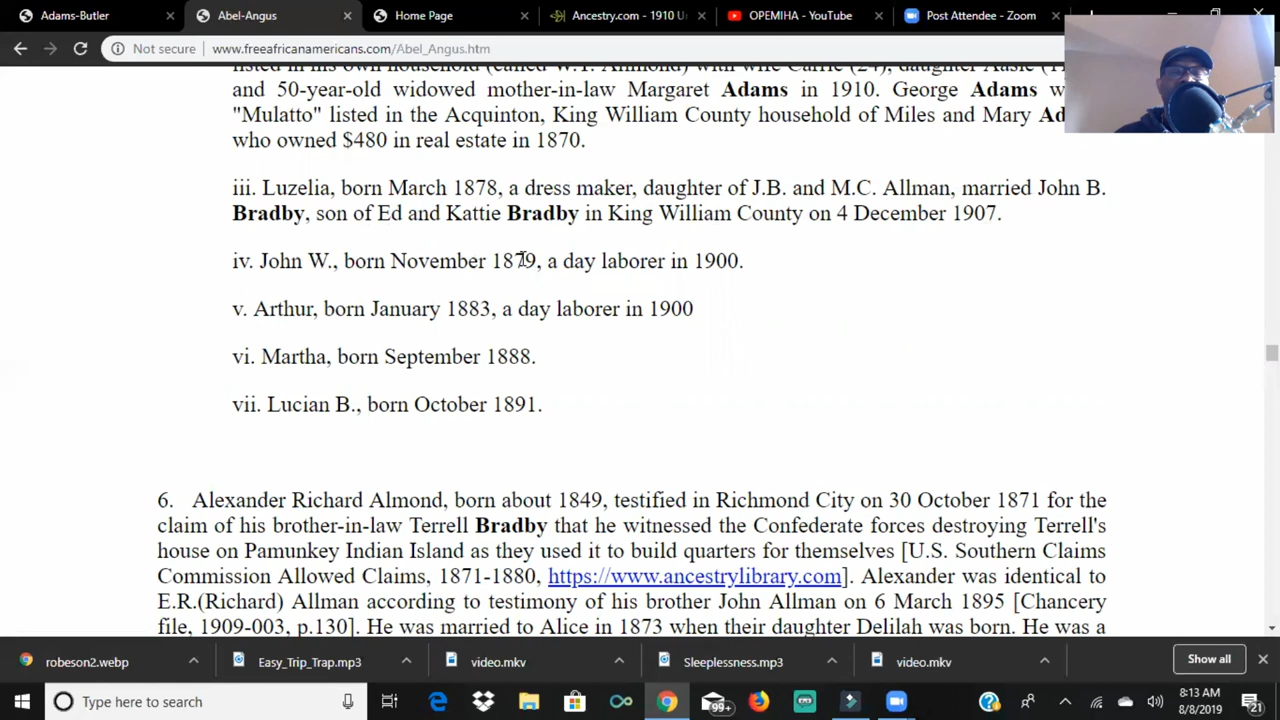 Adams-Butler
Abel-Angus
Home Page
Ancestry.com - 1910 U
OPEMIHA - YouTube
Post Attendee - Zoom
Not secure www.freeafricanamericans.com/Abel_Angus.htm
and 50-year-old widowed mother-in-law Margaret Adams in 1910. George Adams w
"Mulatto" listed in the Acquinton, King William County household of Miles and Mary Ad
who owned $480 in real estate in 1870.
iii. Luzelia, born March 1878, a dress maker, daughter of J.B. and M.C. Allman, married John B.
Bradby, son of Ed and Kattie Bradby in King William County on 4 December 1907.
iv. John W., born November 1879, a day laborer in 1900.
v. Arthur, born January 1883, a day laborer in 1900
vi. Martha, born September 1888.
vii. Lucian B., born October 1891.
6. Alexander Richard Almond, born about 1849, testified in Richmond City on 30 October 1871 for the
claim of his brother-in-law Terrell Bradby that he witnessed the Confederate forces destroying Terrell's
house on Pamunkey Indian Island as they used it to build quarters for themselves [U.S. Southern Claims
Commission Allowed Claims, 1871-1880, https://www.ancestrylibrary.com]. Alexander was identical to
E.R.(Richard) Allman according to testimony of his brother John Allman on 6 March 1895 [Chancery
file, 1909-003, p.130]. He was married to Alice in 1873 when their daughter Delilah was born. He was a
robeson2.webp
Easy_Trip_Trap.mp3
video.mkv
Sleeplessness.mp3
video.mkv
Show all
Type here to search
99+
8:13 AM
8/8/2019
21